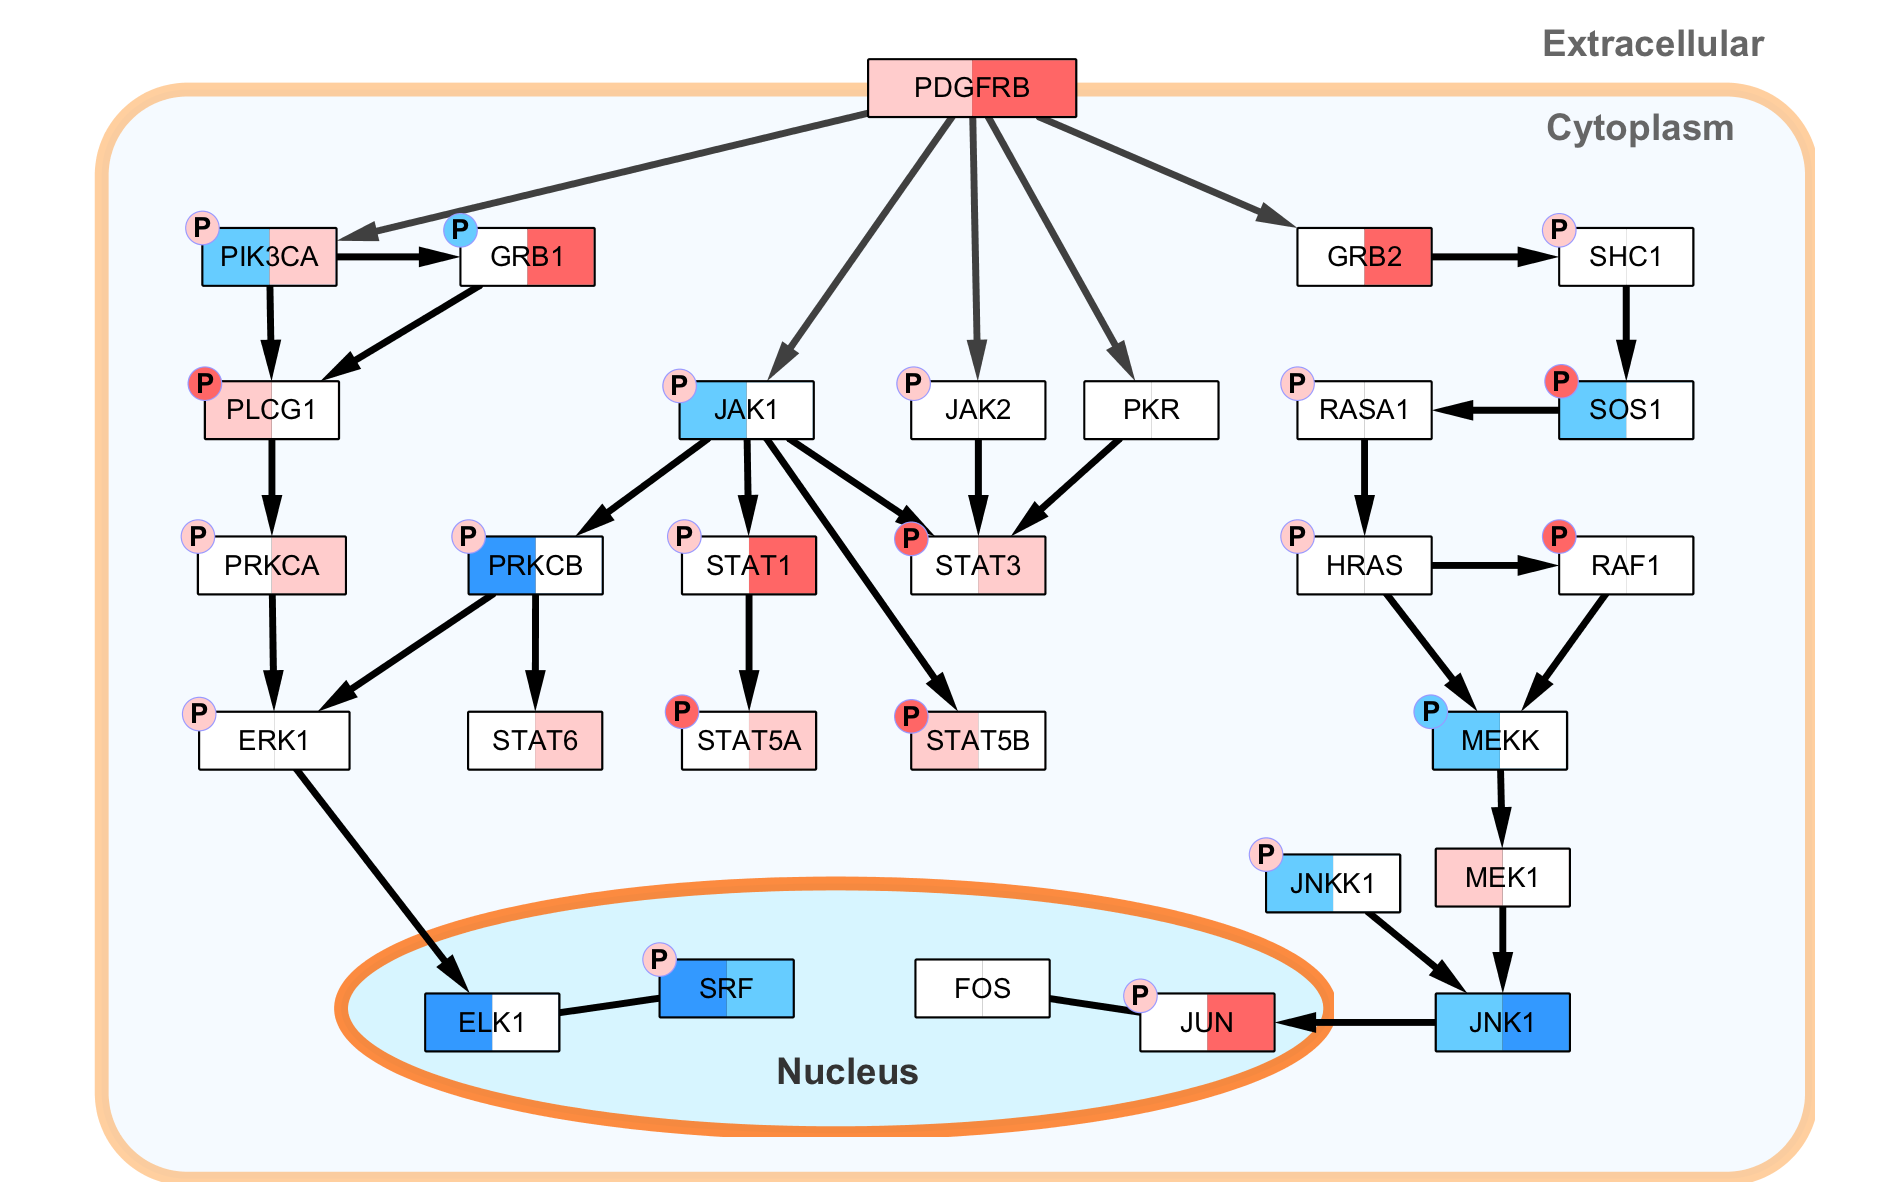 Extracellular
PDGFRB
Cytoplasm
P
PIK3CA
P
GRB1
GRB2
P
SHC1
P
PLCG1
P
JAK1
P
JAK2
PKR
P
RASA1
P
SOS1
P
PRKCA
P
PRKCB
P
STAT1
P
STAT3
P
HRAS
P
RAF1
P
ERK1
STAT6
P
STAT5A
P
STAT5B
P
MEKK
P
JNKK1
MEK1
P
SRF
FOS
P
ELK1
JUN
JNK1
Nucleus